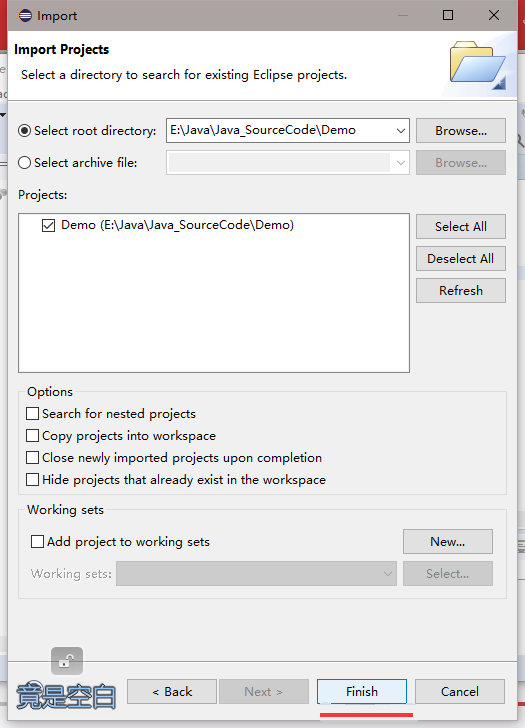 Import
Import Projects
Select a directory to search for existing Eclipse projects.
Select root directory: E:\Java\Java_SourceCode\Demo Browse...
Select archive file: Browse...
Projects:
Demo (E:\Java\Java_SourceCode\Demo)
Select All
Deselect All
Refresh
Options
Search for nested projects
Copy projects into workspace
Close newly imported projects upon completion
Hide projects that already exist in the workspace
Working sets
Add project to working sets New...
Working sets: Select...
竟是空白
< Back Next > Finish Cancel